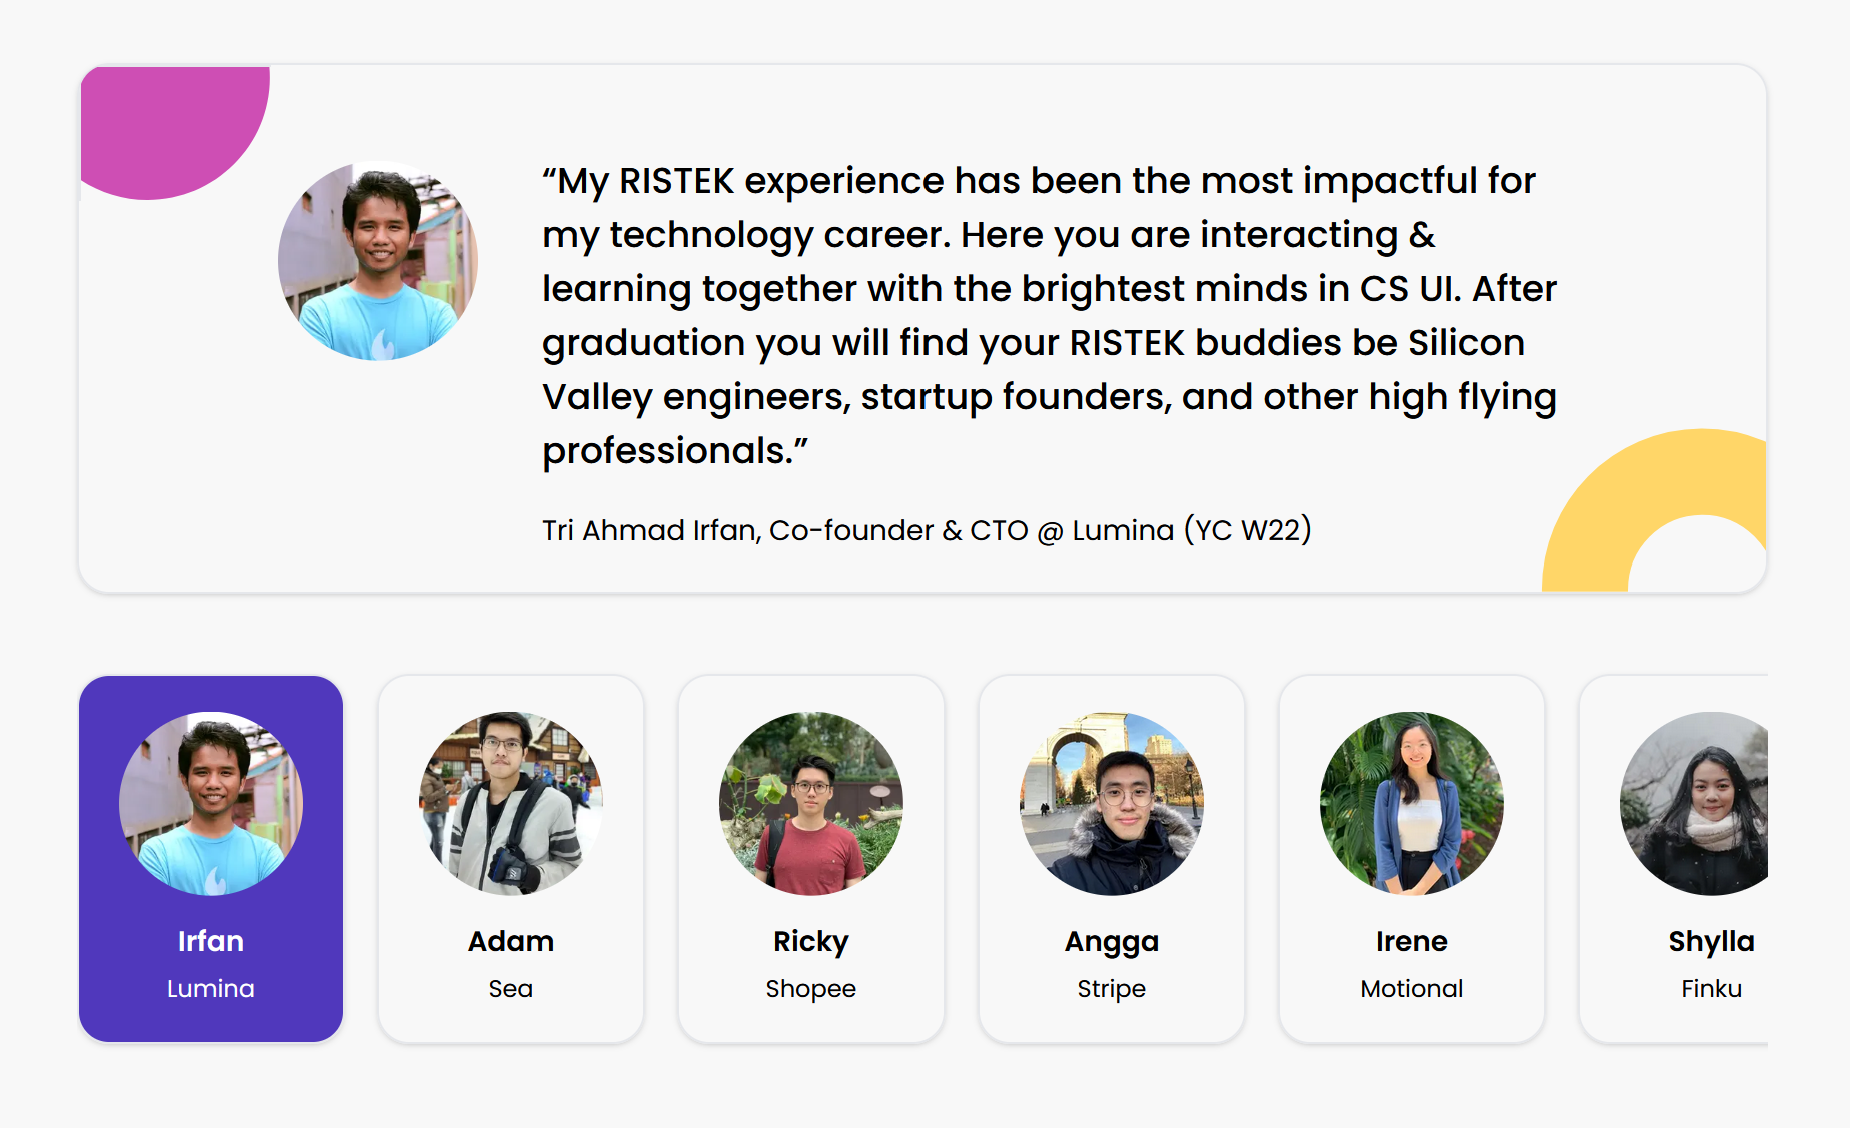 “My RISTEK experience has been the most impactful for
my technology career. Here you are interacting &
learning together with the brightest minds in CS UI. After
graduation you will find your RISTEK buddies be Silicon
Valley engineers, startup founders, and other high flying
professionals.”
Tri Ahmad Irfan, Co-founder & CTO @ Lumina (YC W22)
Irfan
Lumina
Adam
Sea
Ricky
Shopee
Angga
Stripe
Irene
Motional
Shylla
Finku